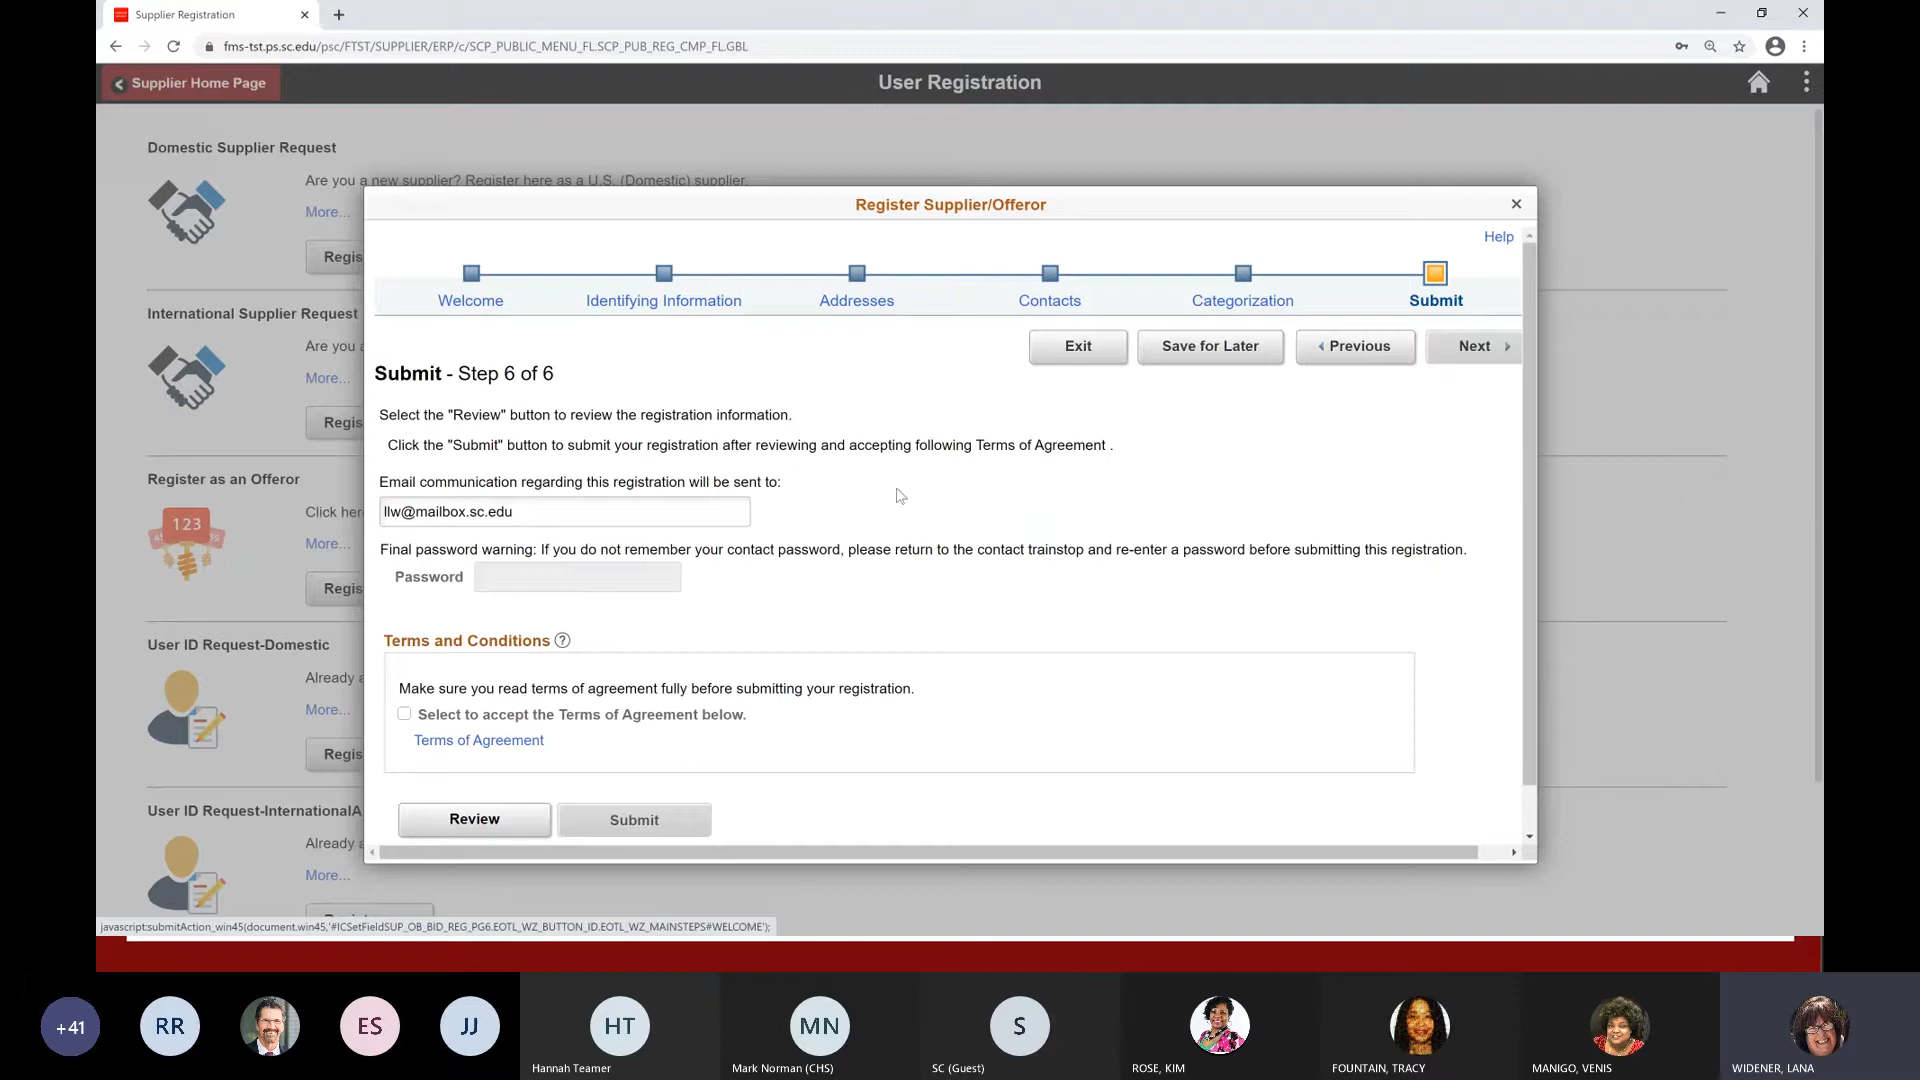 Supplier Registration
fms-tst.ps.sc.edu/psc/FTST/SUPPLIER/ERP/c/SCP_PUBLIC_MENU_FL.SCP_PUB_REG_CMP_FL.GBL
Supplier Home Page
User Registration
Domestic Supplier Request
Are you a new supplier? Register here as a U.S. (Domestic) supplier.
More...
Regis
International Supplier Request
Are you a
More...
Regis
Register as an Offeror
123
Click her
More...
Regis
User ID Request-Domestic
Already a
More...
Regis
User ID Request-InternationalA
Already a
More...
Register Supplier/Offeror
Help
Welcome
Identifying Information
Addresses
Contacts
Categorization
Submit
Exit
Save for Later
Previous
Next
Submit - Step 6 of 6
Select the "Review" button to review the registration information.
Click the "Submit" button to submit your registration after reviewing and accepting following Terms of Agreement .
Email communication regarding this registration will be sent to:
llw@mailbox.sc.edu
Final password warning: If you do not remember your contact password, please return to the contact trainstop and re-enter a password before submitting this registration.
Password
Terms and Conditions ?
Make sure you read terms of agreement fully before submitting your registration.
Select to accept the Terms of Agreement below.
Terms of Agreement
Review
Submit
javascript:submitAction_win45(document.win45,'#ICSetFieldSUP_OB_BID_REG_PG6.EOTL_WZ_BUTTON_ID.EOTL_WZ_MAINSTEPS#WELCOME');
+41
RR
ES
JJ
HT
MN
S
Hannah Teamer
Mark Norman (CHS)
SC (Guest)
ROSE, KIM
FOUNTAIN, TRACY
MANIGO, VENIS
WIDENER, LANA